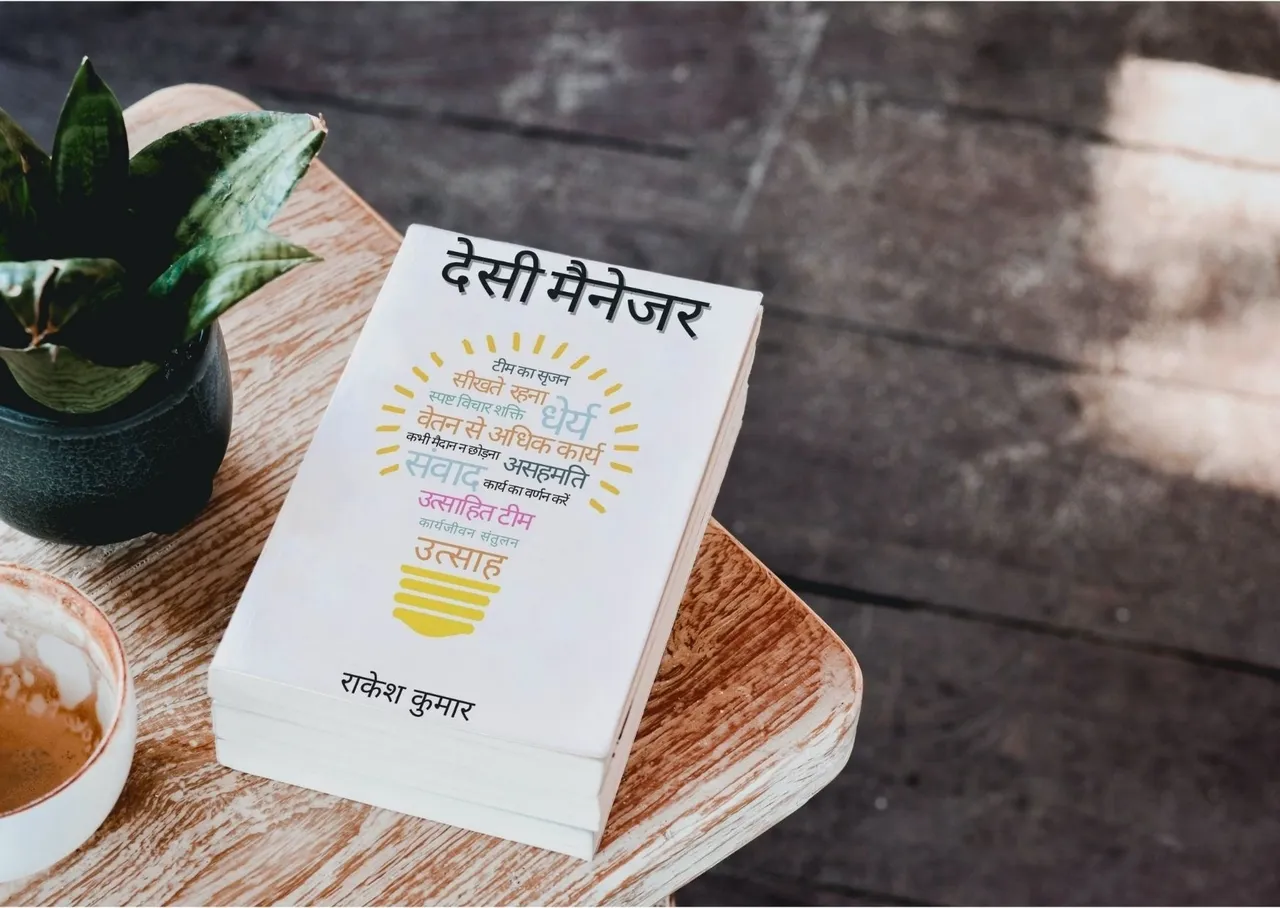 देसी मैनेजर
टीम का सृजन
सीखते रहना
स्पष्ट विचार शक्ति धेर्य
वेतन से अधिक कार्य
कभी मैदान न छोड़ना असहमति
संवाद कार्य का वर्णन करें
उत्साहित टीम
कार्यजीवन संतुलन
उत्साह
राकेश कुमार